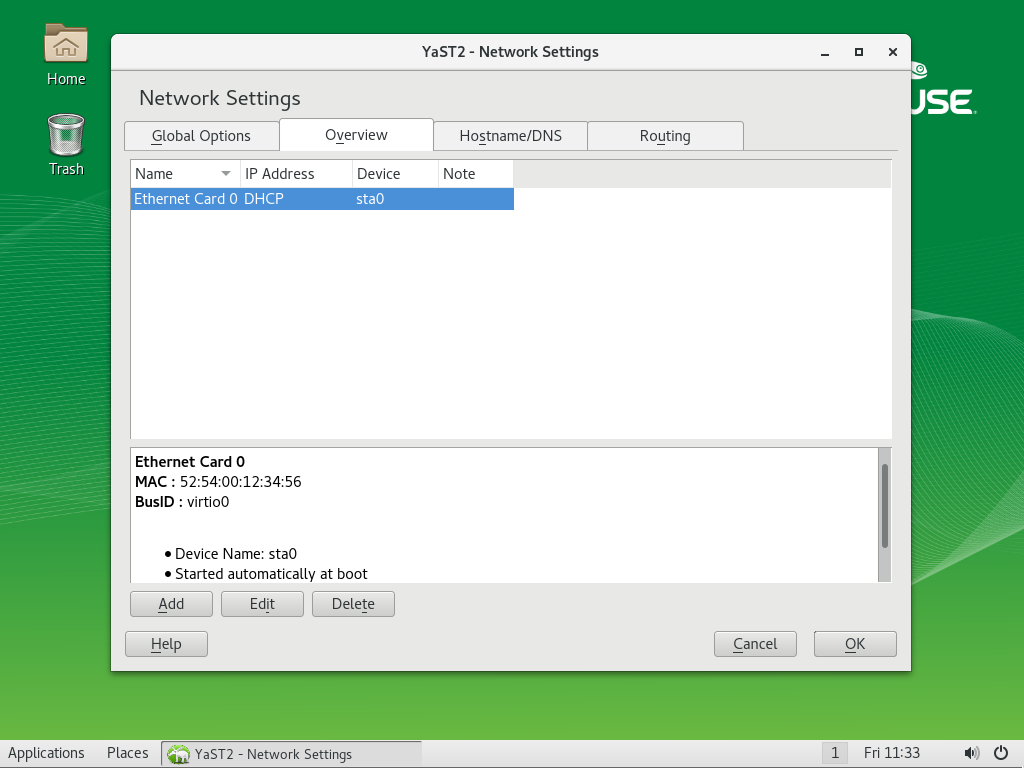 Home
Trash
YaST2 - Network Settings
USE
Network Settings
Global Options Overview Hostname/DNS Routing
Name IP Address Device Note
Ethernet Card 0 DHCP sta0
Ethernet Card 0
MAC : 52:54:00:12:34:56
BusID : virtio0
• Device Name: sta0
• Started automatically at boot
Add Edit Delete
Help Cancel OK
Applications Places YaST2 - Network Settings 1 Fri 11:33